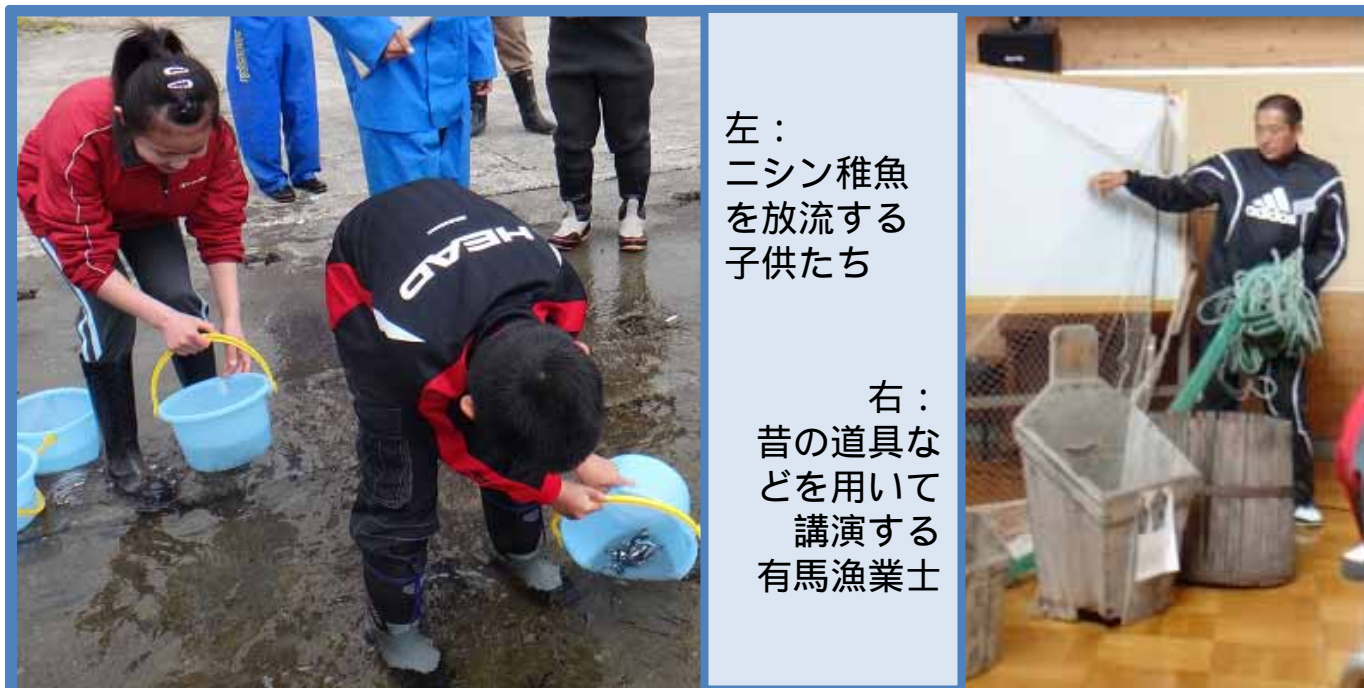 左：
ニシン稚魚
を放流する
子供たち
右：
昔の道具な
どを用いて
講演する
有馬漁業士
HEAD
adidas